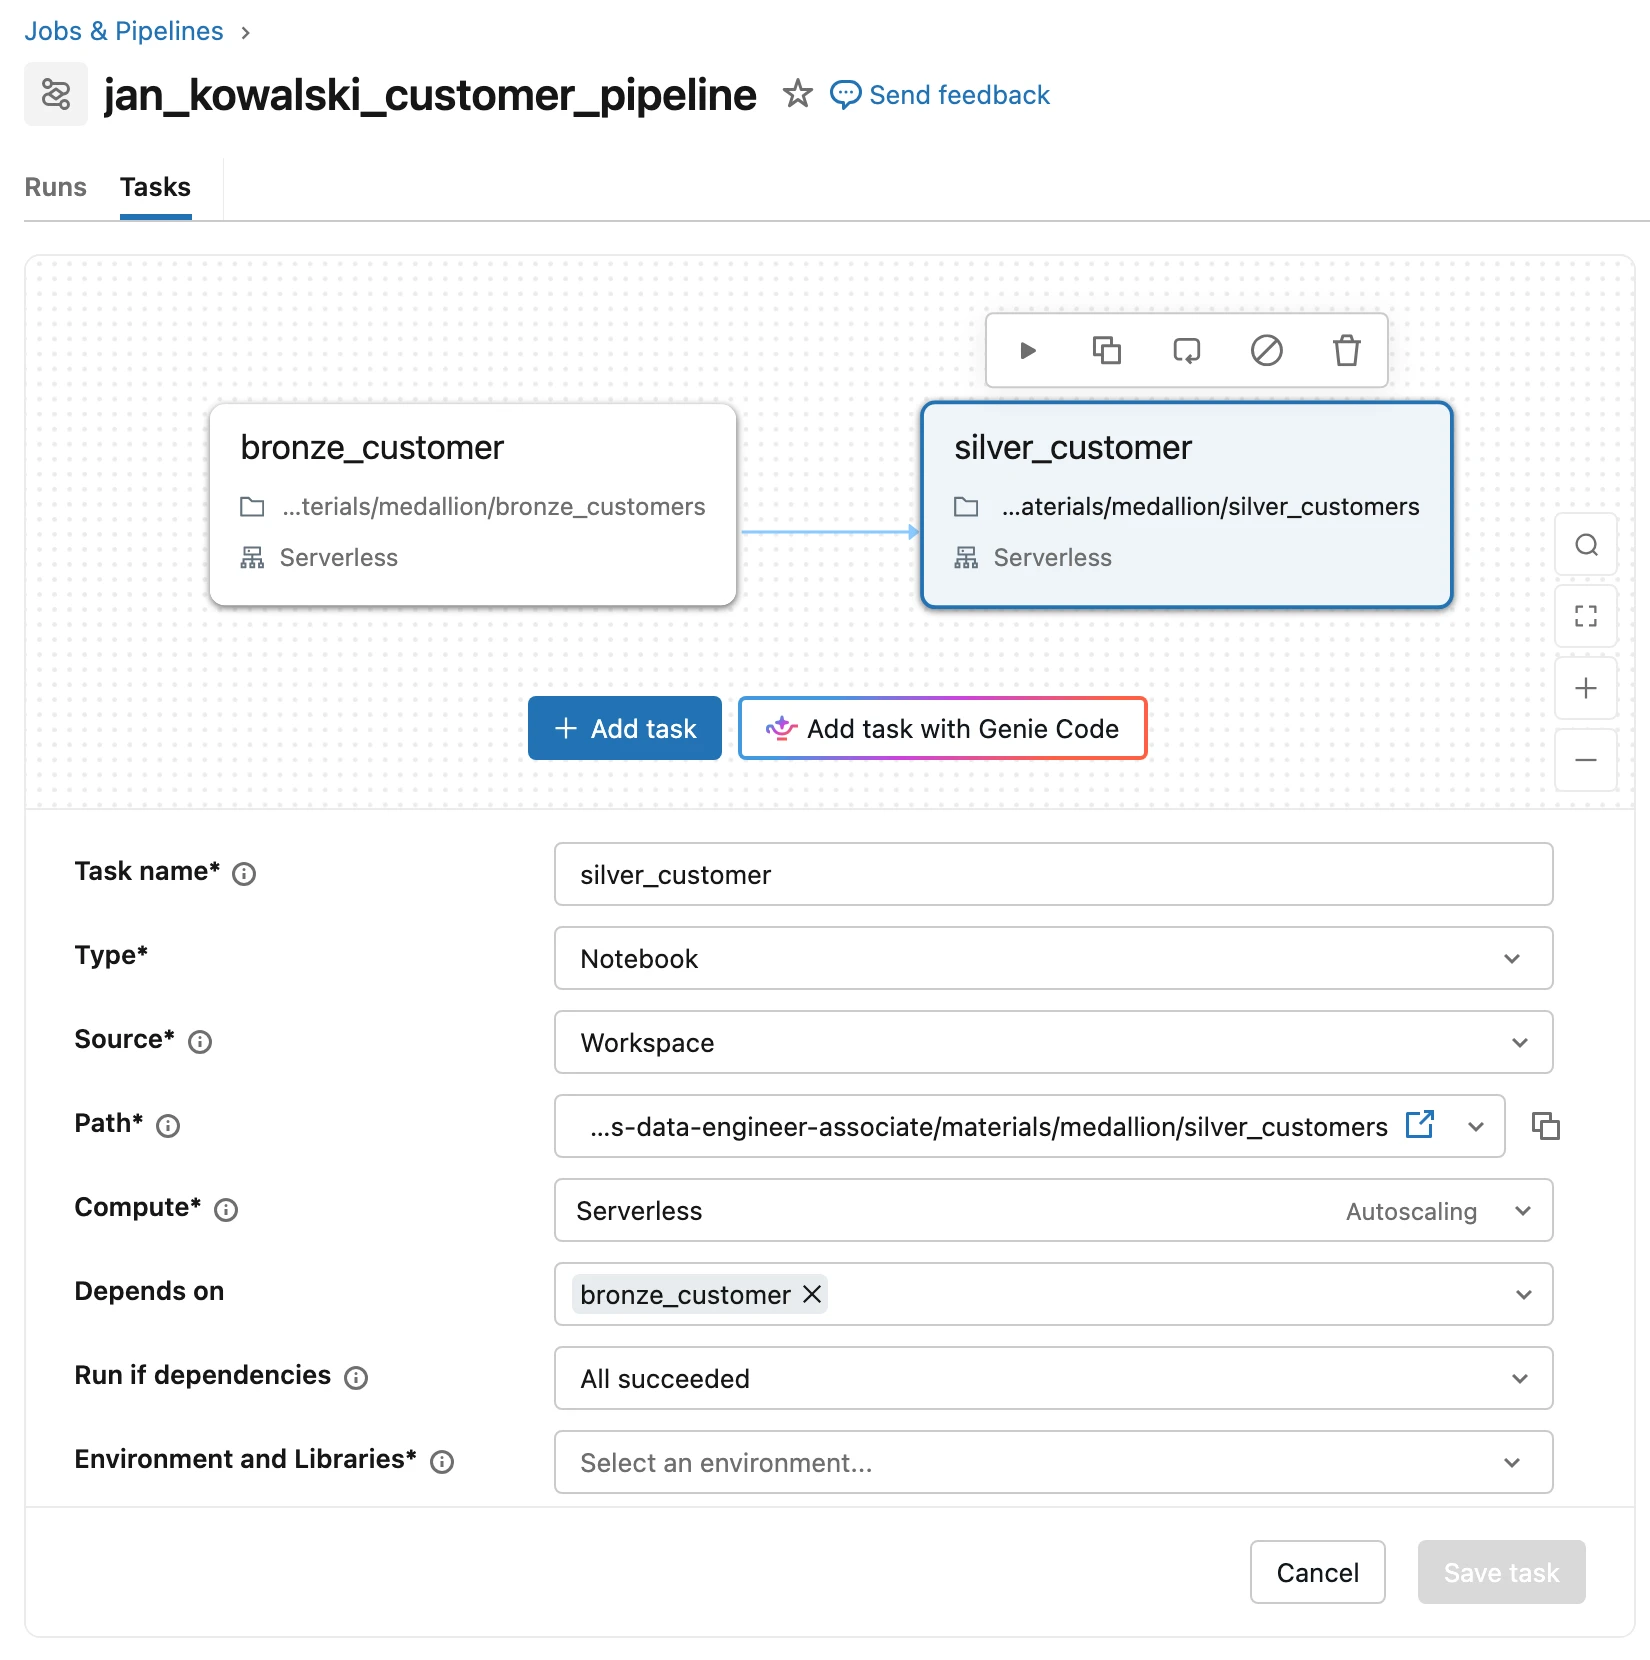 Jobs & Pipelines
jan_kowalski_customer_pipeline
Send feedback
Runs
Tasks
bronze_customer
...terials/medallion/bronze_customers
Serverless
silver_customer
...aterials/medallion/silver_customers
Serverless
Add task
Add task with Genie Code
Task name*
silver_customer
Type*
Notebook
Source*
Workspace
Path*
...s-data-engineer-associate/materials/medallion/silver_customers
Compute*
Serverless Autoscaling
Depends on
bronze_customer
Run if dependencies
All succeeded
Environment and Libraries*
Select an environment...
Cancel
Save task